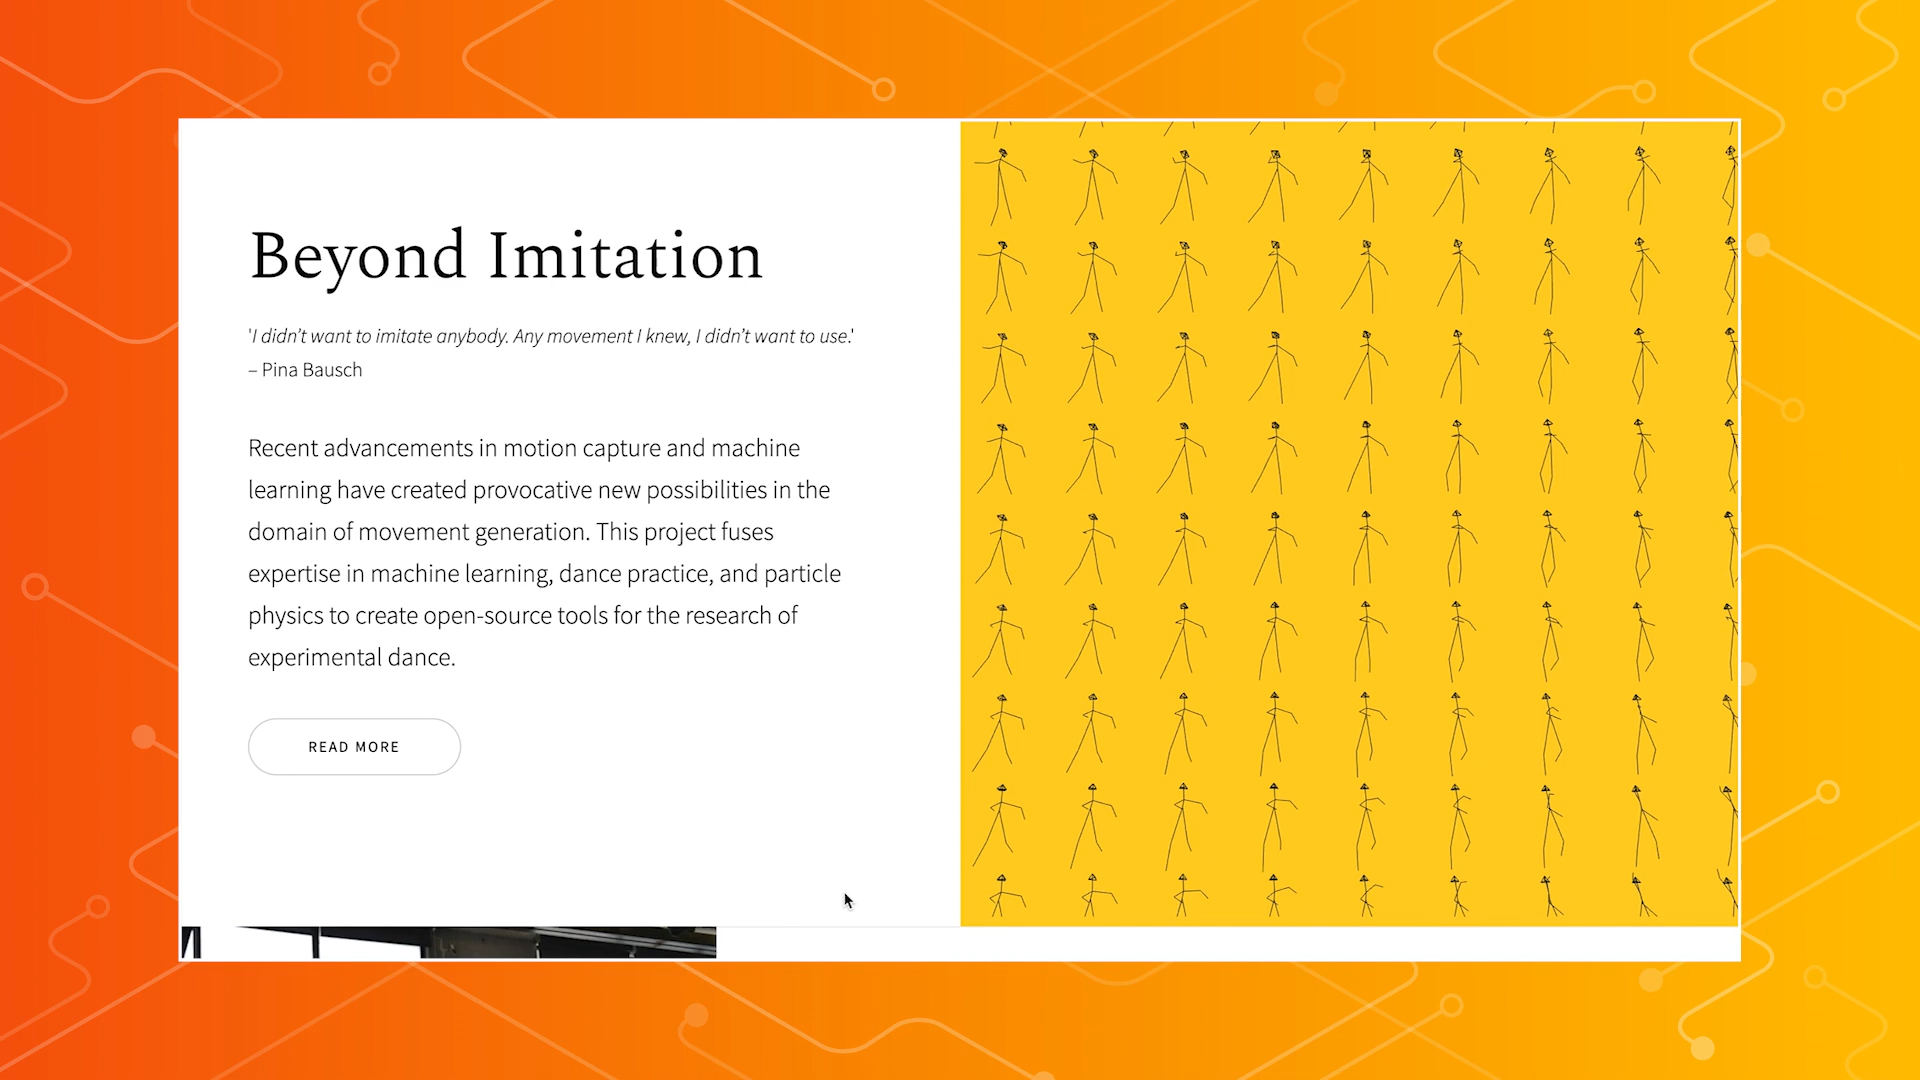 Beyond Imitation
'I didn’t want to imitate anybody. Any movement I knew, I didn’t want to use.'
– Pina Bausch
Recent advancements in motion capture and machine
learning have created provocative new possibilities in the
domain of movement generation. This project fuses
expertise in machine learning, dance practice, and particle
physics to create open-source tools for the research of
experimental dance.
READ MORE